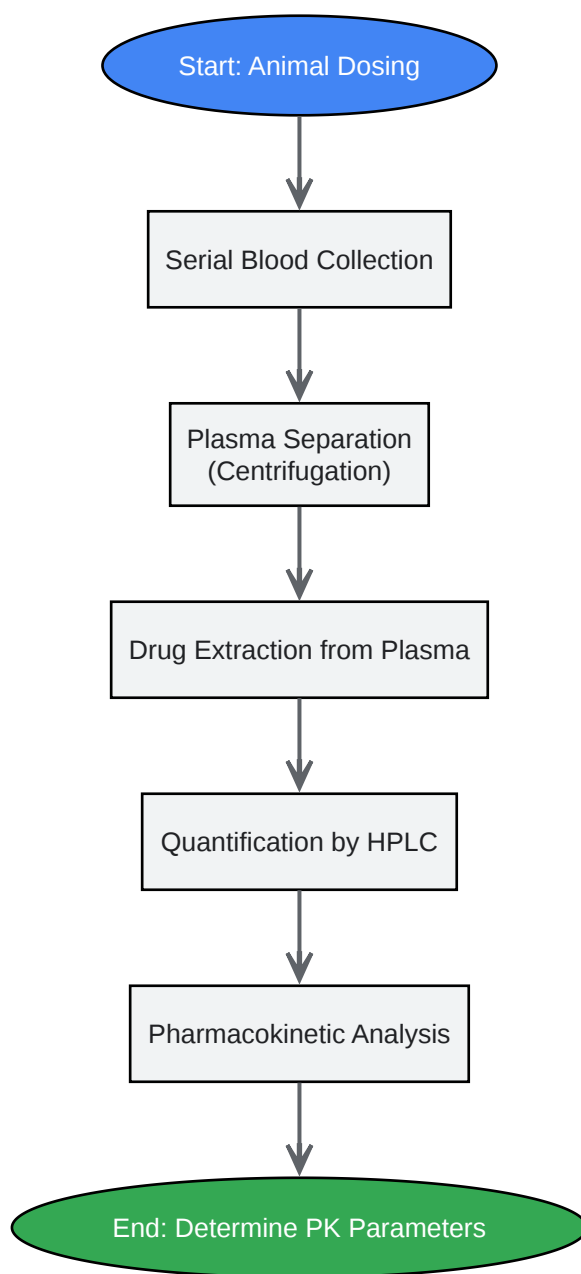 Start: Animal Dosing
Serial Blood Collection
Plasma Separation
(Centrifugation)
Drug Extraction from Plasma
Quantification by HPLC
Pharmacokinetic Analysis
End: Determine PK Parameters